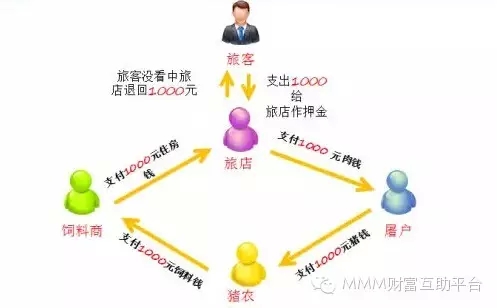 旅客
旅客没看中旅
店退回1000元
支出1000
给
旅店作押金
旅店
支付1000元住房
钱
支付1000 元肉钱
饲料商
屠户
支付1000元饲料钱
支付1000元猪钱
猪农
MMM财富互助平台